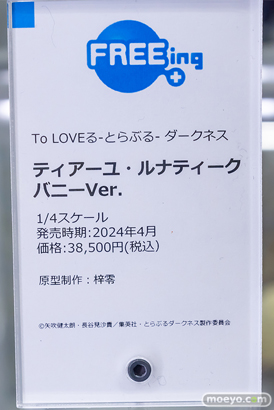 FREEing
To LOVEる-とらぶる- ダークネス
ティアーユ・ルナティーク
バニーVer.
1/4スケール
発売時期:2024年4月
価格:38,500円(税込)
原型制作：梓零
©矢吹健太朗・長谷見沙貴／集英社・とらぶるダークネス製作委員会
moeyo.com